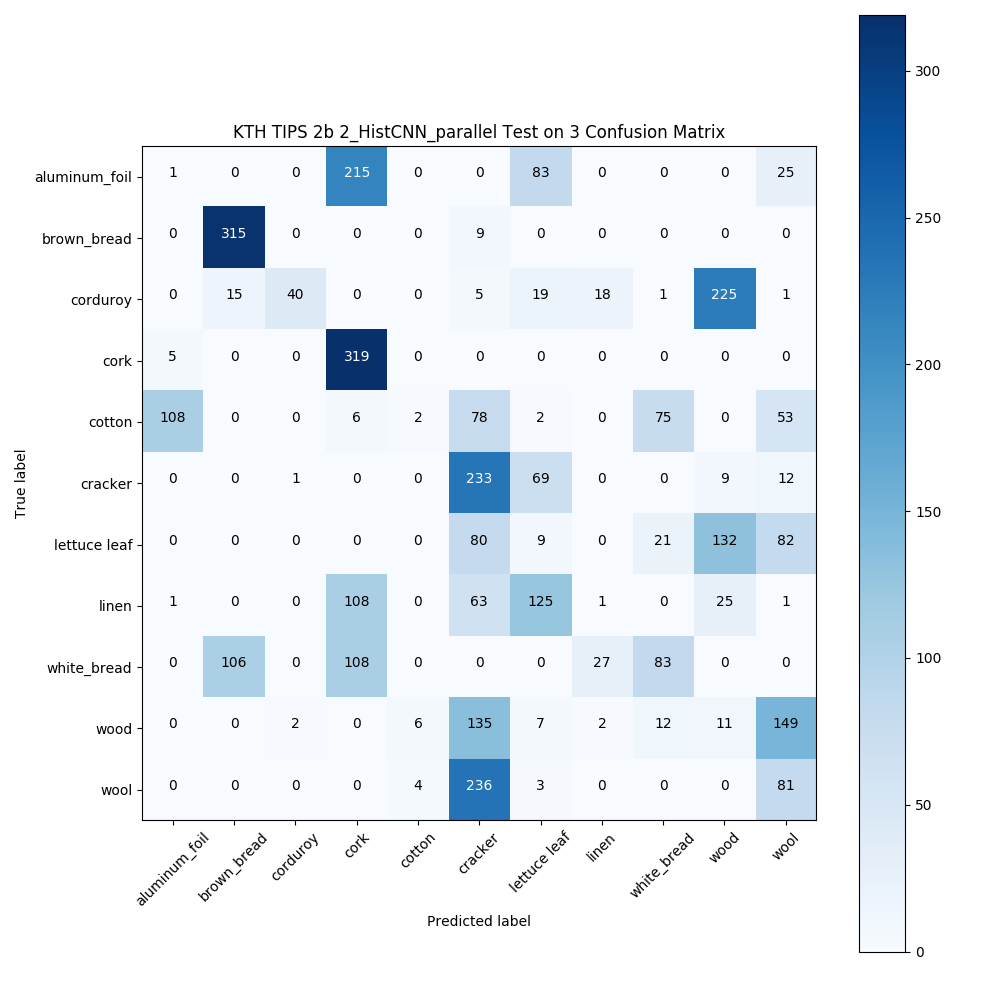 KTH TIPS 2b 2_HistCNN_parallel Test on 3 Confusion Matrix
True label
aluminum_foil 1 0 0 215 0 0 83 0 0 0 25
brown_bread 0 315 0 0 0 9 0 0 0 0 0
corduroy 0 15 40 0 0 5 19 18 1 225 1
cork 5 0 0 319 0 0 0 0 0 0 0
cotton 108 0 0 6 2 78 2 0 75 0 53
cracker 0 0 1 0 0 233 69 0 0 9 12
lettuce leaf 0 0 0 0 0 80 9 0 21 132 82
linen 1 0 0 108 0 63 125 1 0 25 1
white_bread 0 106 0 108 0 0 0 27 83 0 0
wood 0 0 2 0 6 135 7 2 12 11 149
wool 0 0 0 0 4 236 3 0 0 0 81
aluminum_foil brown_bread corduroy cork cotton cracker lettuce leaf linen white_bread wood wool
Predicted label
300
250
200
150
100
50
0